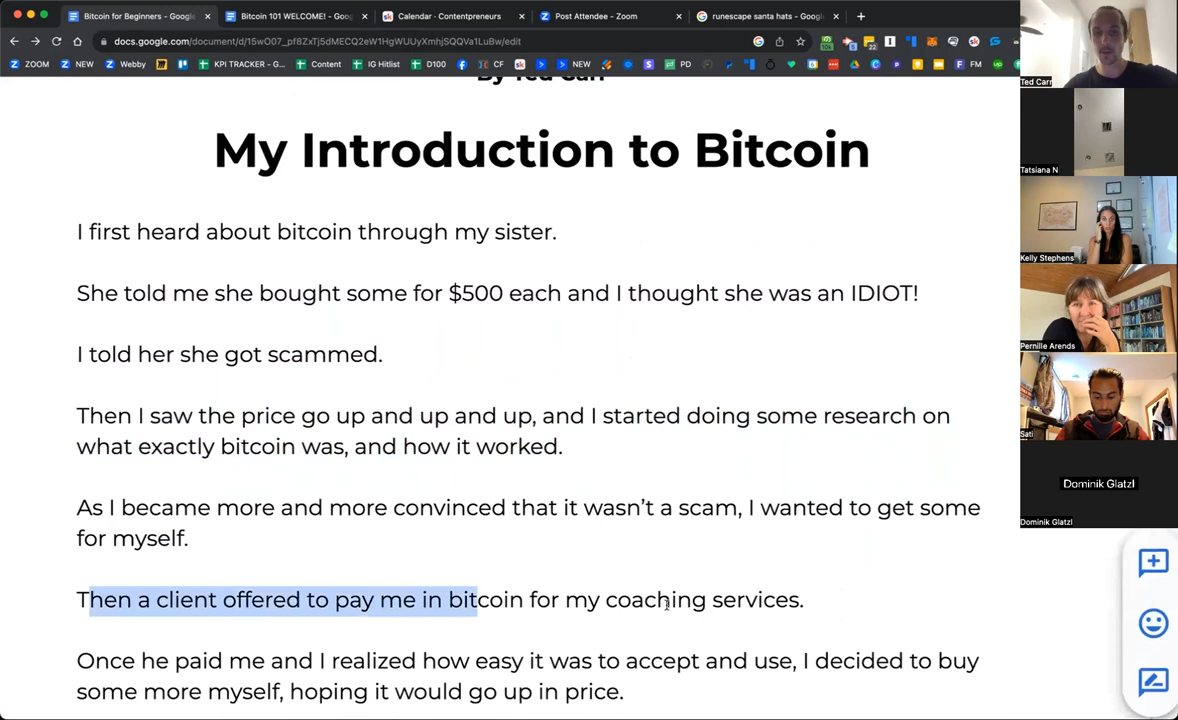 Bitcoin for Beginners - Google
Bitcoin 101 WELCOME! - Goog
Calendar · Contentpreneurs
Post Attendee - Zoom
runescape santa hats - Google
docs.google.com/document/d/15wO07_pf8ZxTj5dMECQ2eW1HgWUUyXmhjSQQVa1LuBw/edit
ZOOM
NEW
Webby
KPI TRACKER - G...
Content
IG Hitlist
D100
CF
NEW
PD
FM
By Ted Carr
My Introduction to Bitcoin
I first heard about bitcoin through my sister.
She told me she bought some for $500 each and I thought she was an IDIOT!
I told her she got scammed.
Then I saw the price go up and up and up, and I started doing some research on
what exactly bitcoin was, and how it worked.
As I became more and more convinced that it wasn’t a scam, I wanted to get some
for myself.
Then a client offered to pay me in bitcoin for my coaching services.
Once he paid me and I realized how easy it was to accept and use, I decided to buy
some more myself, hoping it would go up in price.
Ted Carr
Tatsiana N
Kelly Stephens
Pernille Arends
Sati
Dominik Glatzl
Dominik Glatzl